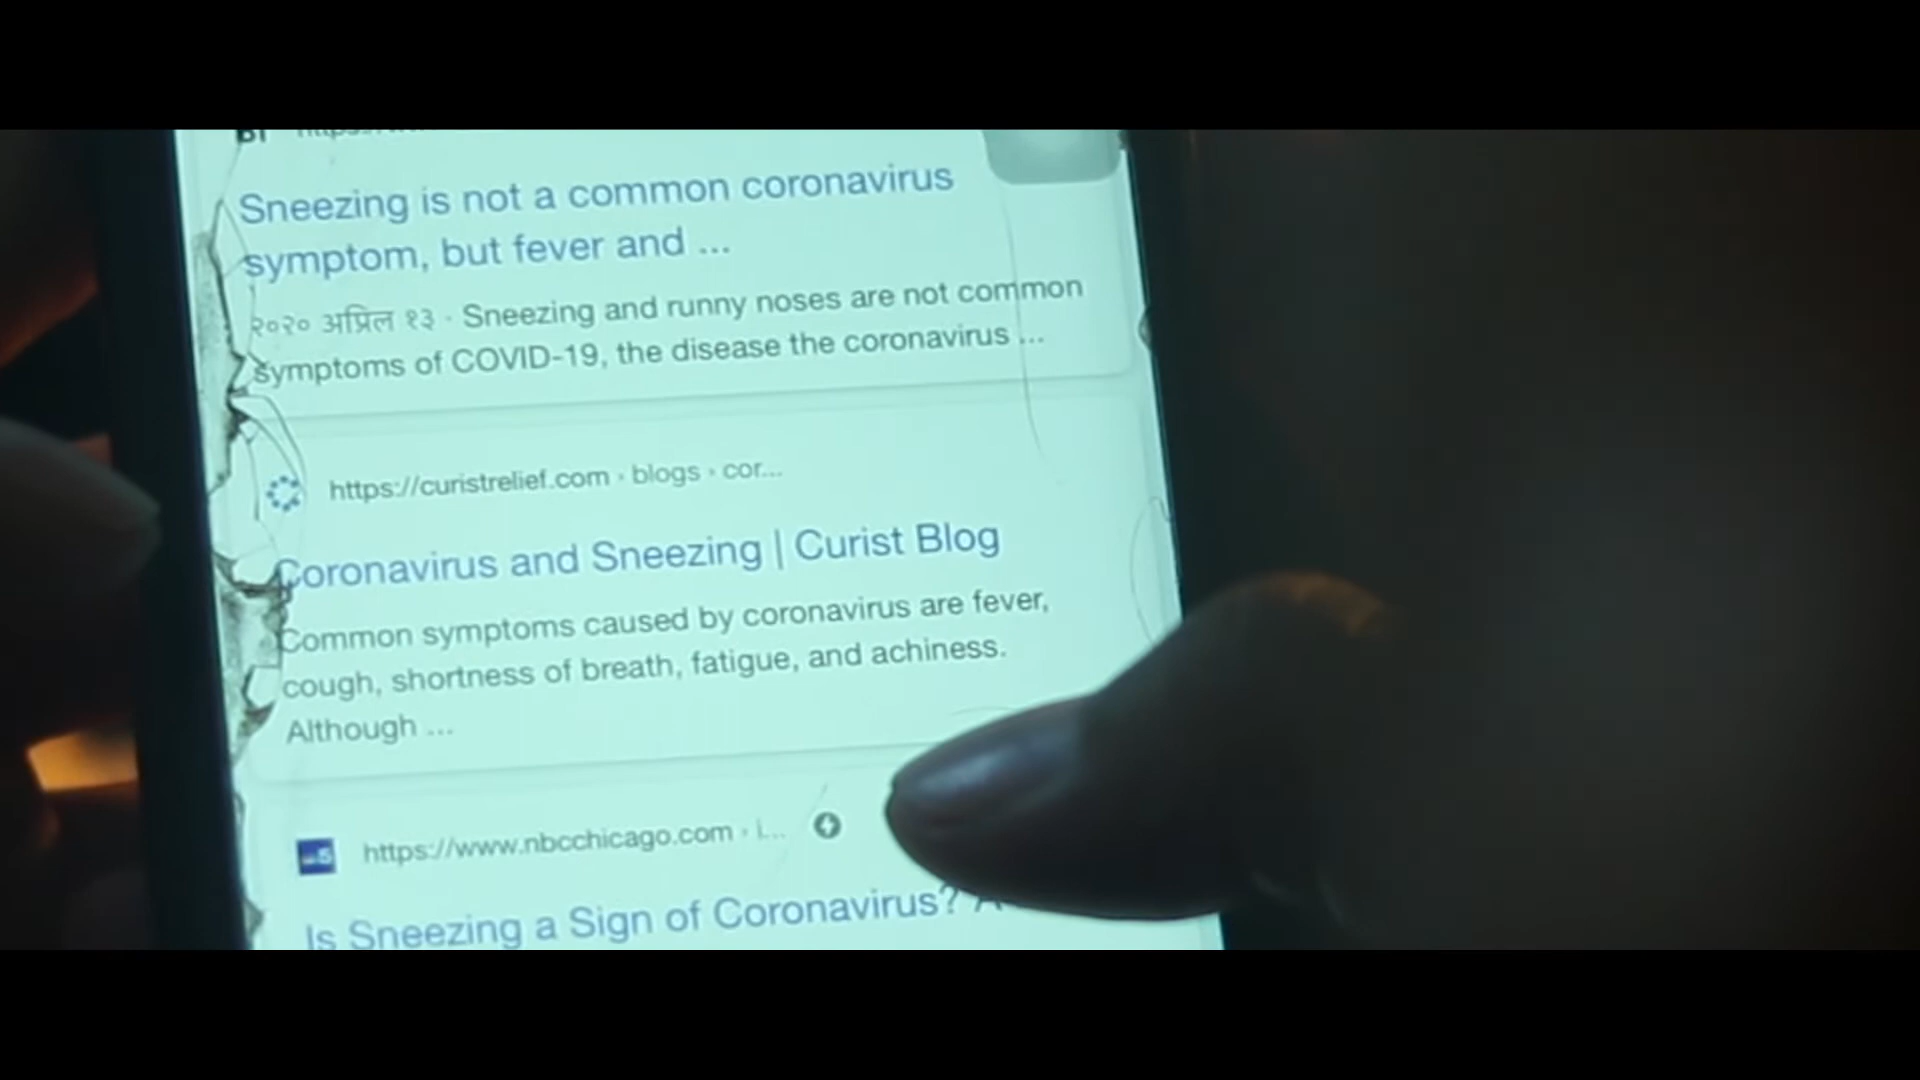 Sneezing is not a common coronavirus
symptom, but fever and ...
२०२० अप्रिल १३ · Sneezing and runny noses are not common
symptoms of COVID-19, the disease the coronavirus ...
https://curistrelief.com › blogs › cor...
Coronavirus and Sneezing | Curist Blog
Common symptoms caused by coronavirus are fever,
cough, shortness of breath, fatigue, and achiness.
Although ...
https://www.nbcchicago.com › l...
Is Sneezing a Sign of Coronavirus?